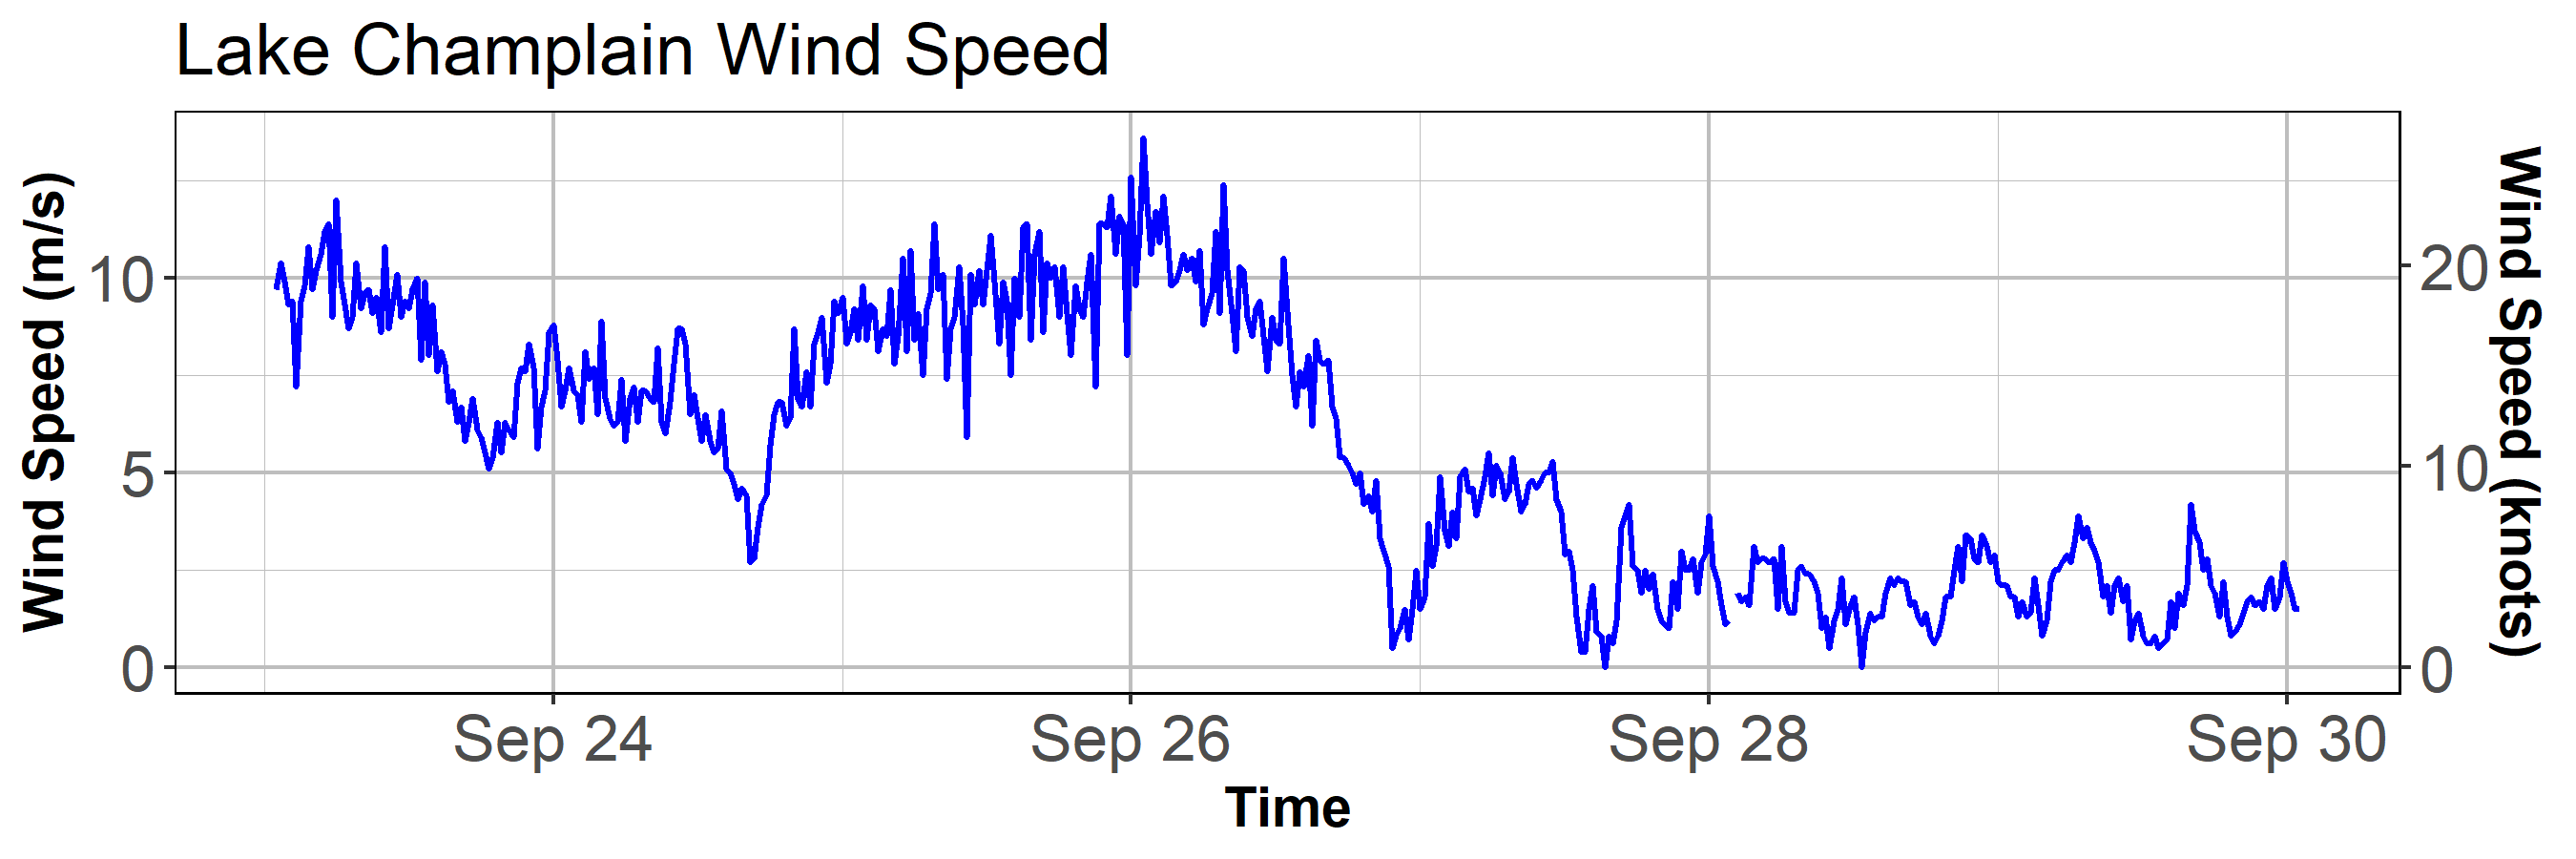 Lake Champlain Wind Speed
Wind Speed (m/s)
10
5
0
20
10
0
Wind Speed (knots)
Sep 24
Sep 26
Sep 28
Sep 30
Time